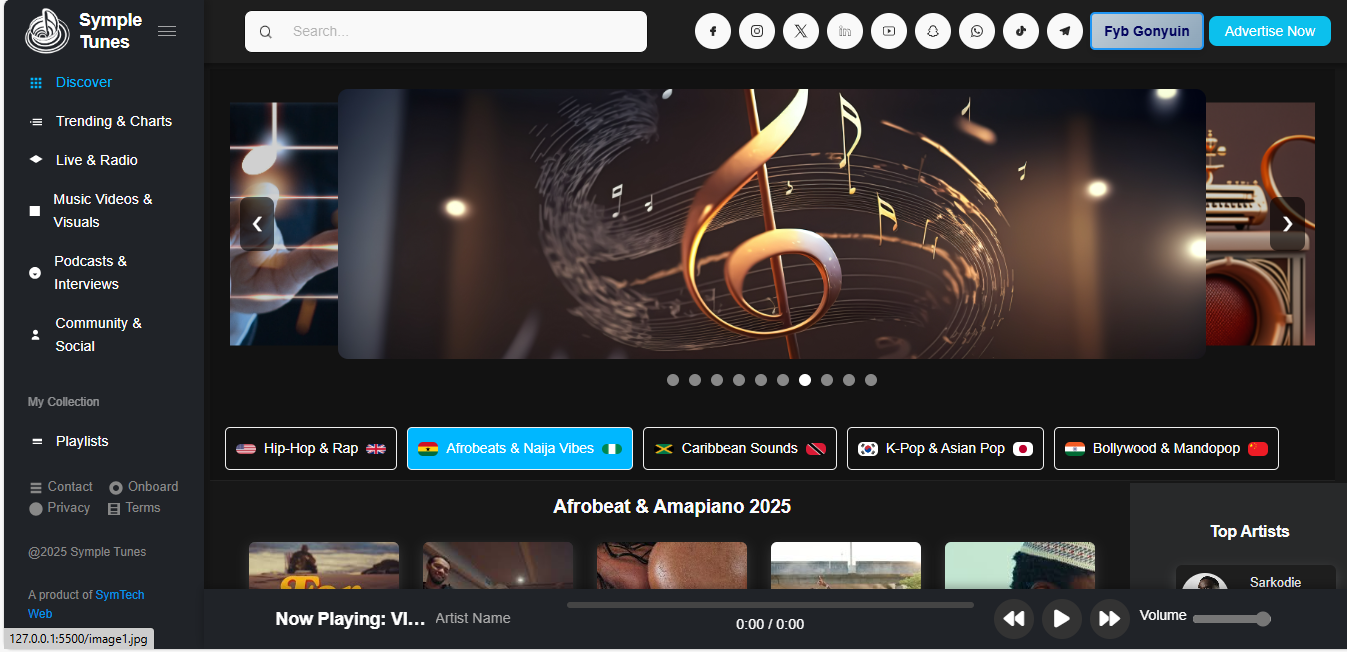 Symple
Tunes
Search...
Fyb Gonyuin
Advertise Now
Discover
Trending & Charts
Live & Radio
Music Videos &
Visuals
Podcasts &
Interviews
Community &
Social
My Collection
Playlists
Contact
Onboard
Privacy
Terms
@2025 Symple Tunes
A product of SymTech
Web
127.0.0.1:5500/image1.jpg
Hip-Hop & Rap
Afrobeats & Naija Vibes
Caribbean Sounds
K-Pop & Asian Pop
Bollywood & Mandopop
Afrobeat & Amapiano 2025
Top Artists
Sarkodie
Now Playing: VI...
Artist Name
0:00 / 0:00
Volume